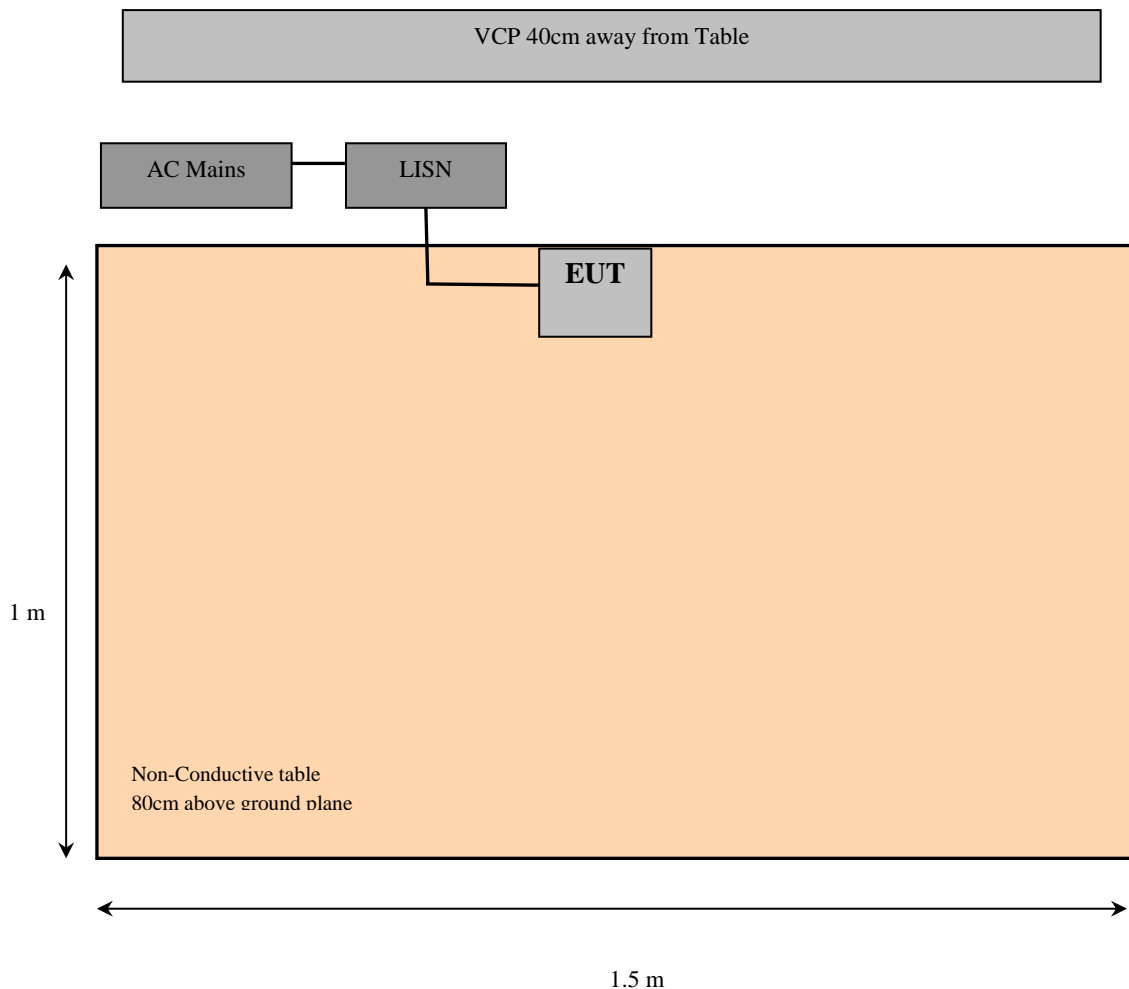 VCP 40cm away from Table
AC Mains
LISN
EUT
1 m
Non-Conductive table
80cm above ground plane
1.5 m